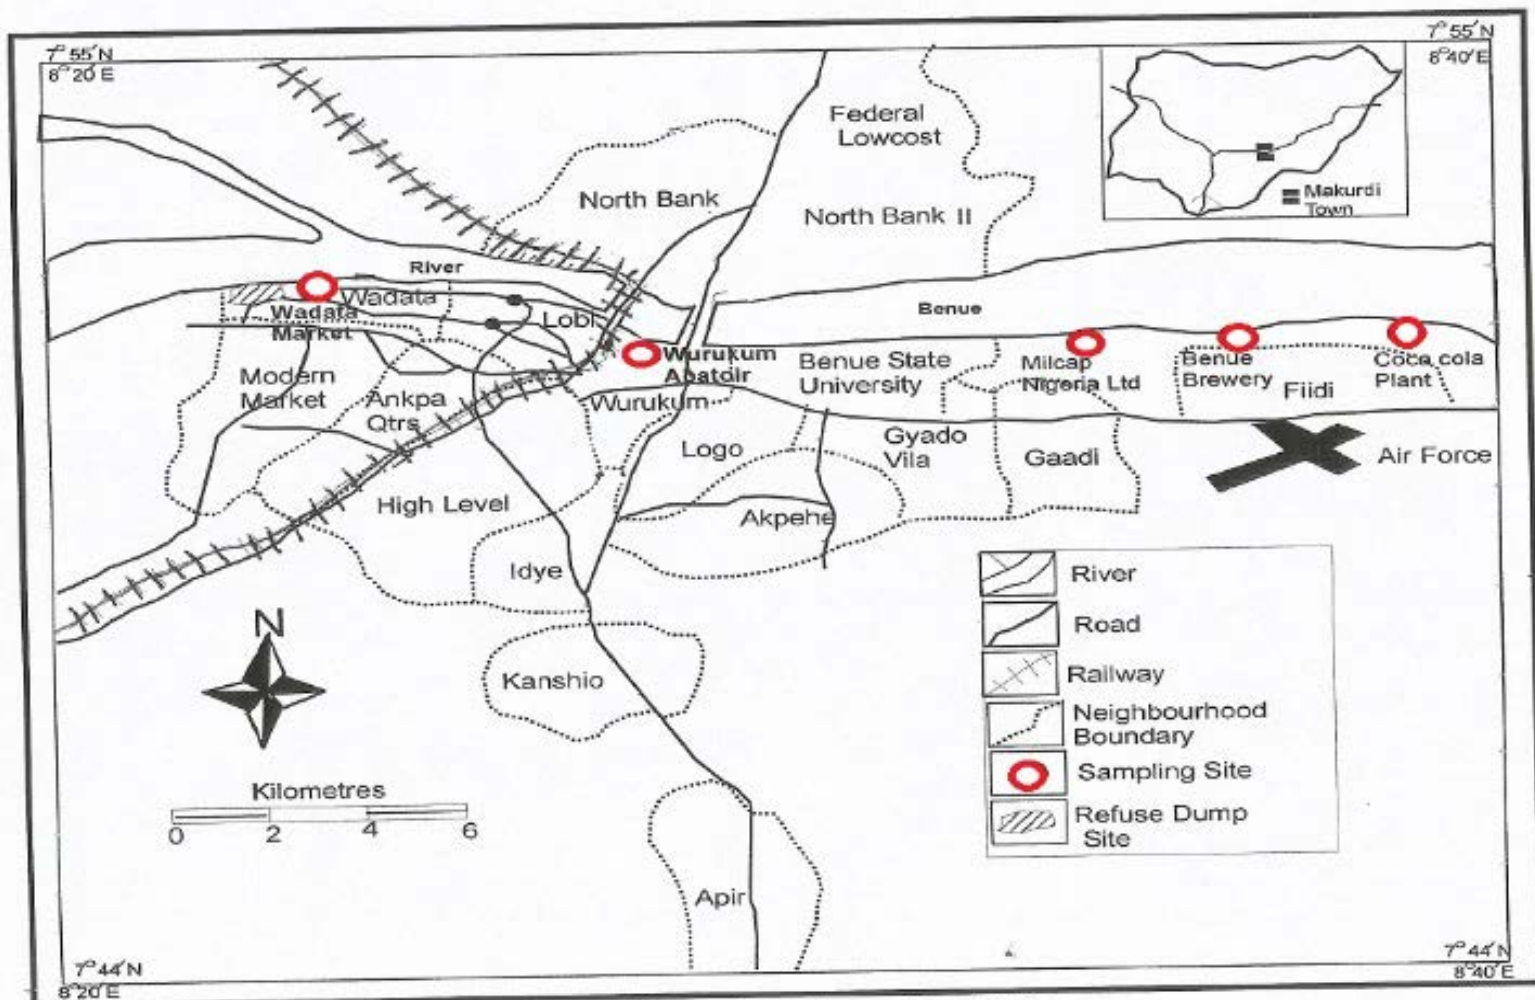 7° 55' N
8° 20' E
7° 55' N
8° 40' E
Federal
Lowcost
North Bank
North Bank II
Makurdi
Town
River
Wadata
Wadata
Market
Lobi
Benue
Wurukum
Abatoir
Wurukum
Benue State
University
Milcap
Nigeria Ltd
Benue
Brewery
Fiidi
Coca cola
Plant
Modern
Market
Ankpa
Qtrs
Logo
Gyado
Vila
Gaadi
Air Force
High Level
Akpehe
Idye
Kanshio
Apir
N
Kilometres
0 2 4 6
River
Road
Railway
Neighbourhood
Boundary
Sampling Site
Refuse Dump
Site
7° 44' N
8° 20' E
7° 44' N
8° 40' E